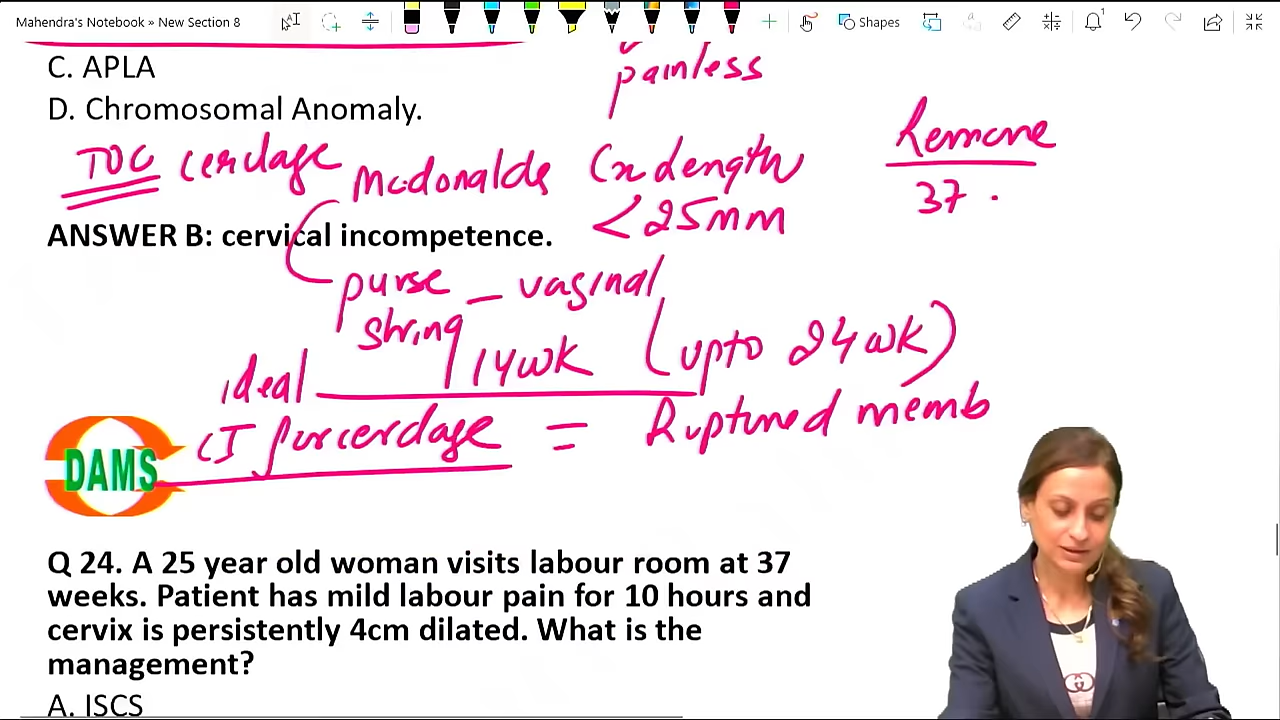 Mahendra's Notebook » New Section 8
Shapes
C. APLA
painless
D. Chromosomal Anomaly.
Remove
37.
TOC cerclage Mcdonalds Cx length
<25mm
ANSWER B: cervical incompetence.
purse string - vaginal
ideal 14wk (upto 24wk)
CI for cerclage = Ruptured memb
DAMS
Q 24. A 25 year old woman visits labour room at 37
weeks. Patient has mild labour pain for 10 hours and
cervix is persistently 4cm dilated. What is the
management?
A. lSCS